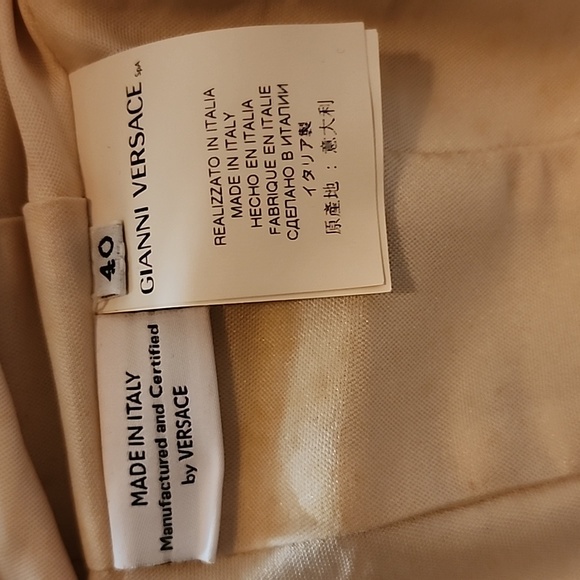 GIANNI VERSACE SpA
REALIZZATO IN ITALIA
MADE IN ITALY
HECHO EN ITALIA
FABRIQUE EN ITALIE
СДЕЛАНО В ИТАЛИИ
イタリア製
原產地：意大利
40
MADE IN ITALY
Manufactured and Certified
by VERSACE